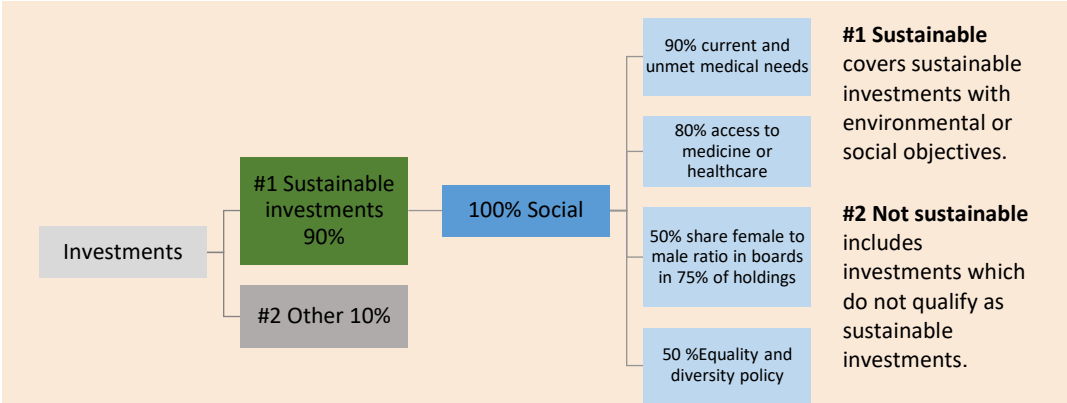 Investments
#1 Sustainable
investments
90%
#2 Other 10%
100% Social
90% current and
unmet medical needs
80% access to
medicine or
healthcare
50% share female to
male ratio in boards
in 75% of holdings
50 %Equality and
diversity policy
#1 Sustainable
covers sustainable
investments with
environmental or
social objectives.
#2 Not sustainable
includes
investments which
do not qualify as
sustainable
investments.